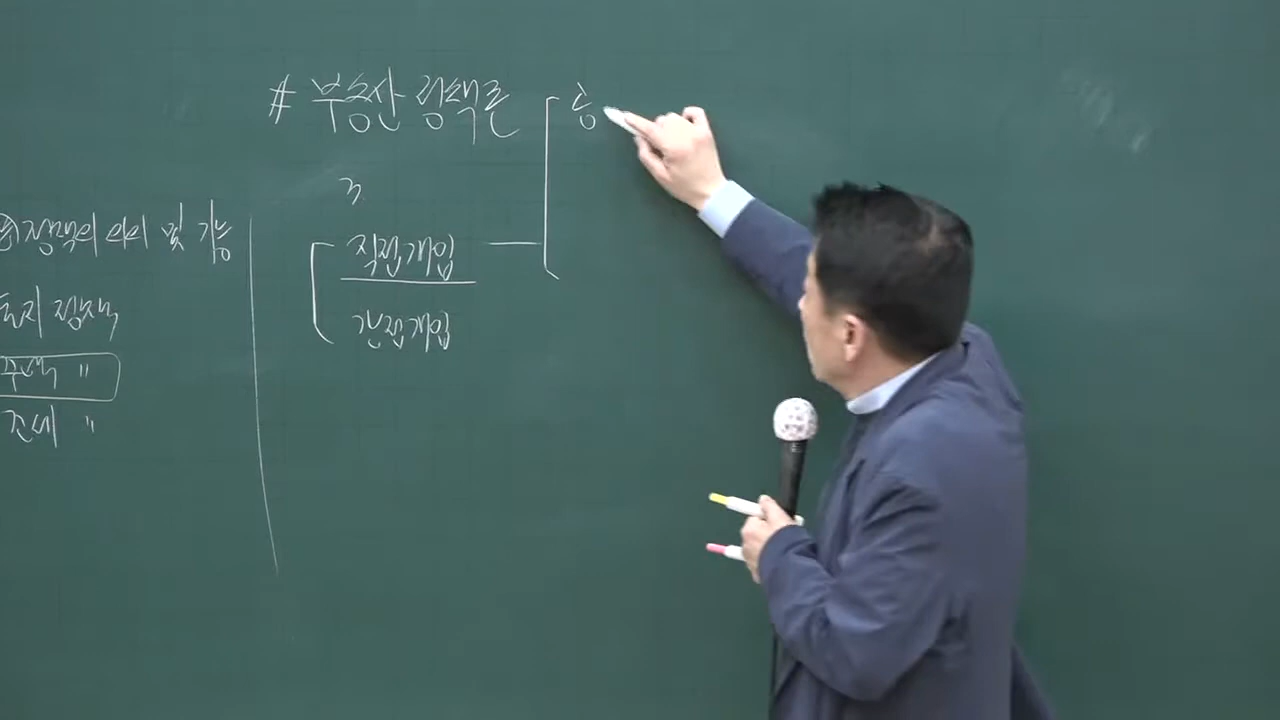 # 부동산 정책론
3
직접개입
간접개입
정책의 의의 및 기능
토지 정책
주택 "
조세 "